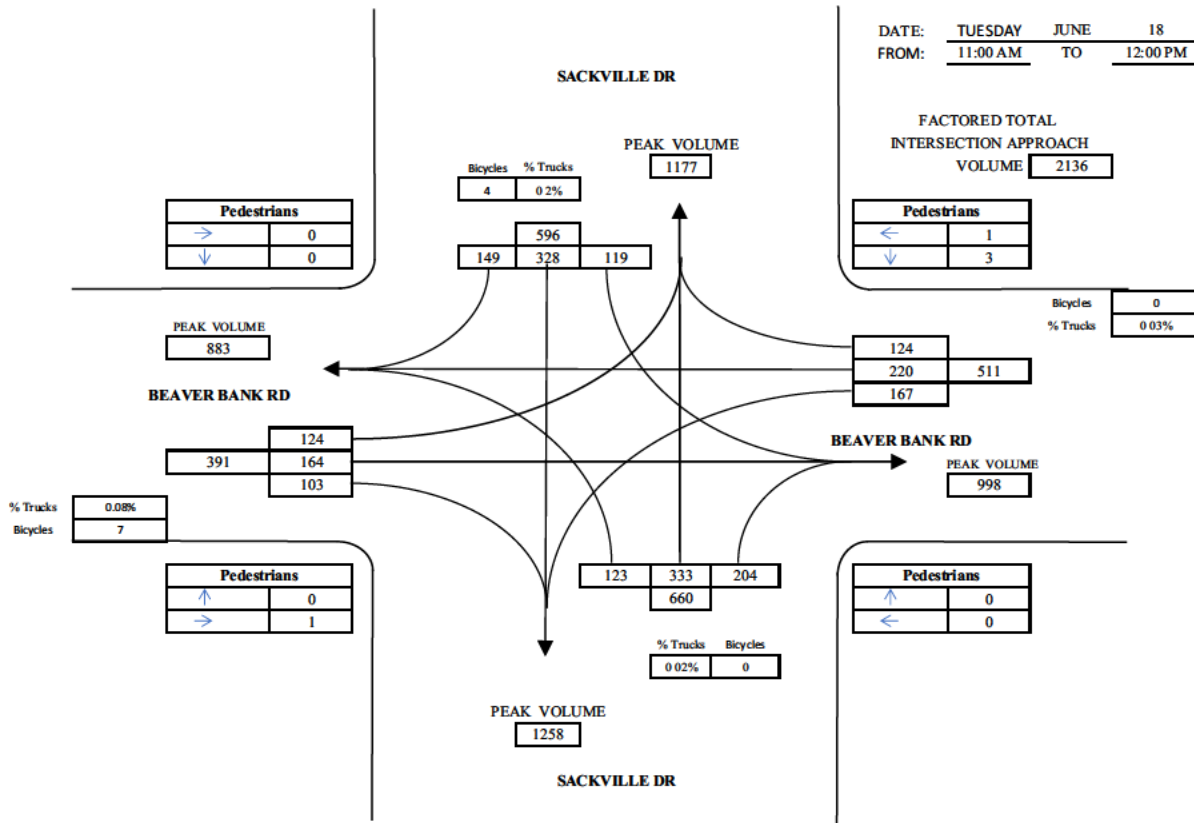 DATE: TUESDAY JUNE 18
FROM: 11:00 AM TO 12:00 PM
SACKVILLE DR
FACTORED TOTAL
INTERSECTION APPROACH
VOLUME 2136
PEAK VOLUME
1177
Bicycles % Trucks
4 0 2%
Pedestrians
→ 0
↓ 0
596
149 328 119
Pedestrians
← 1
↓ 3
Bicycles 0
% Trucks 0 03%
PEAK VOLUME
883
BEAVER BANK RD
124
220 511
167
124
391 164
103
BEAVER BANK RD
PEAK VOLUME
998
% Trucks 0.08%
Bicycles 7
Pedestrians
↑ 0
→ 1
123 333 204
660
Pedestrians
↑ 0
← 0
% Trucks Bicycles
0 02% 0
PEAK VOLUME
1258
SACKVILLE DR